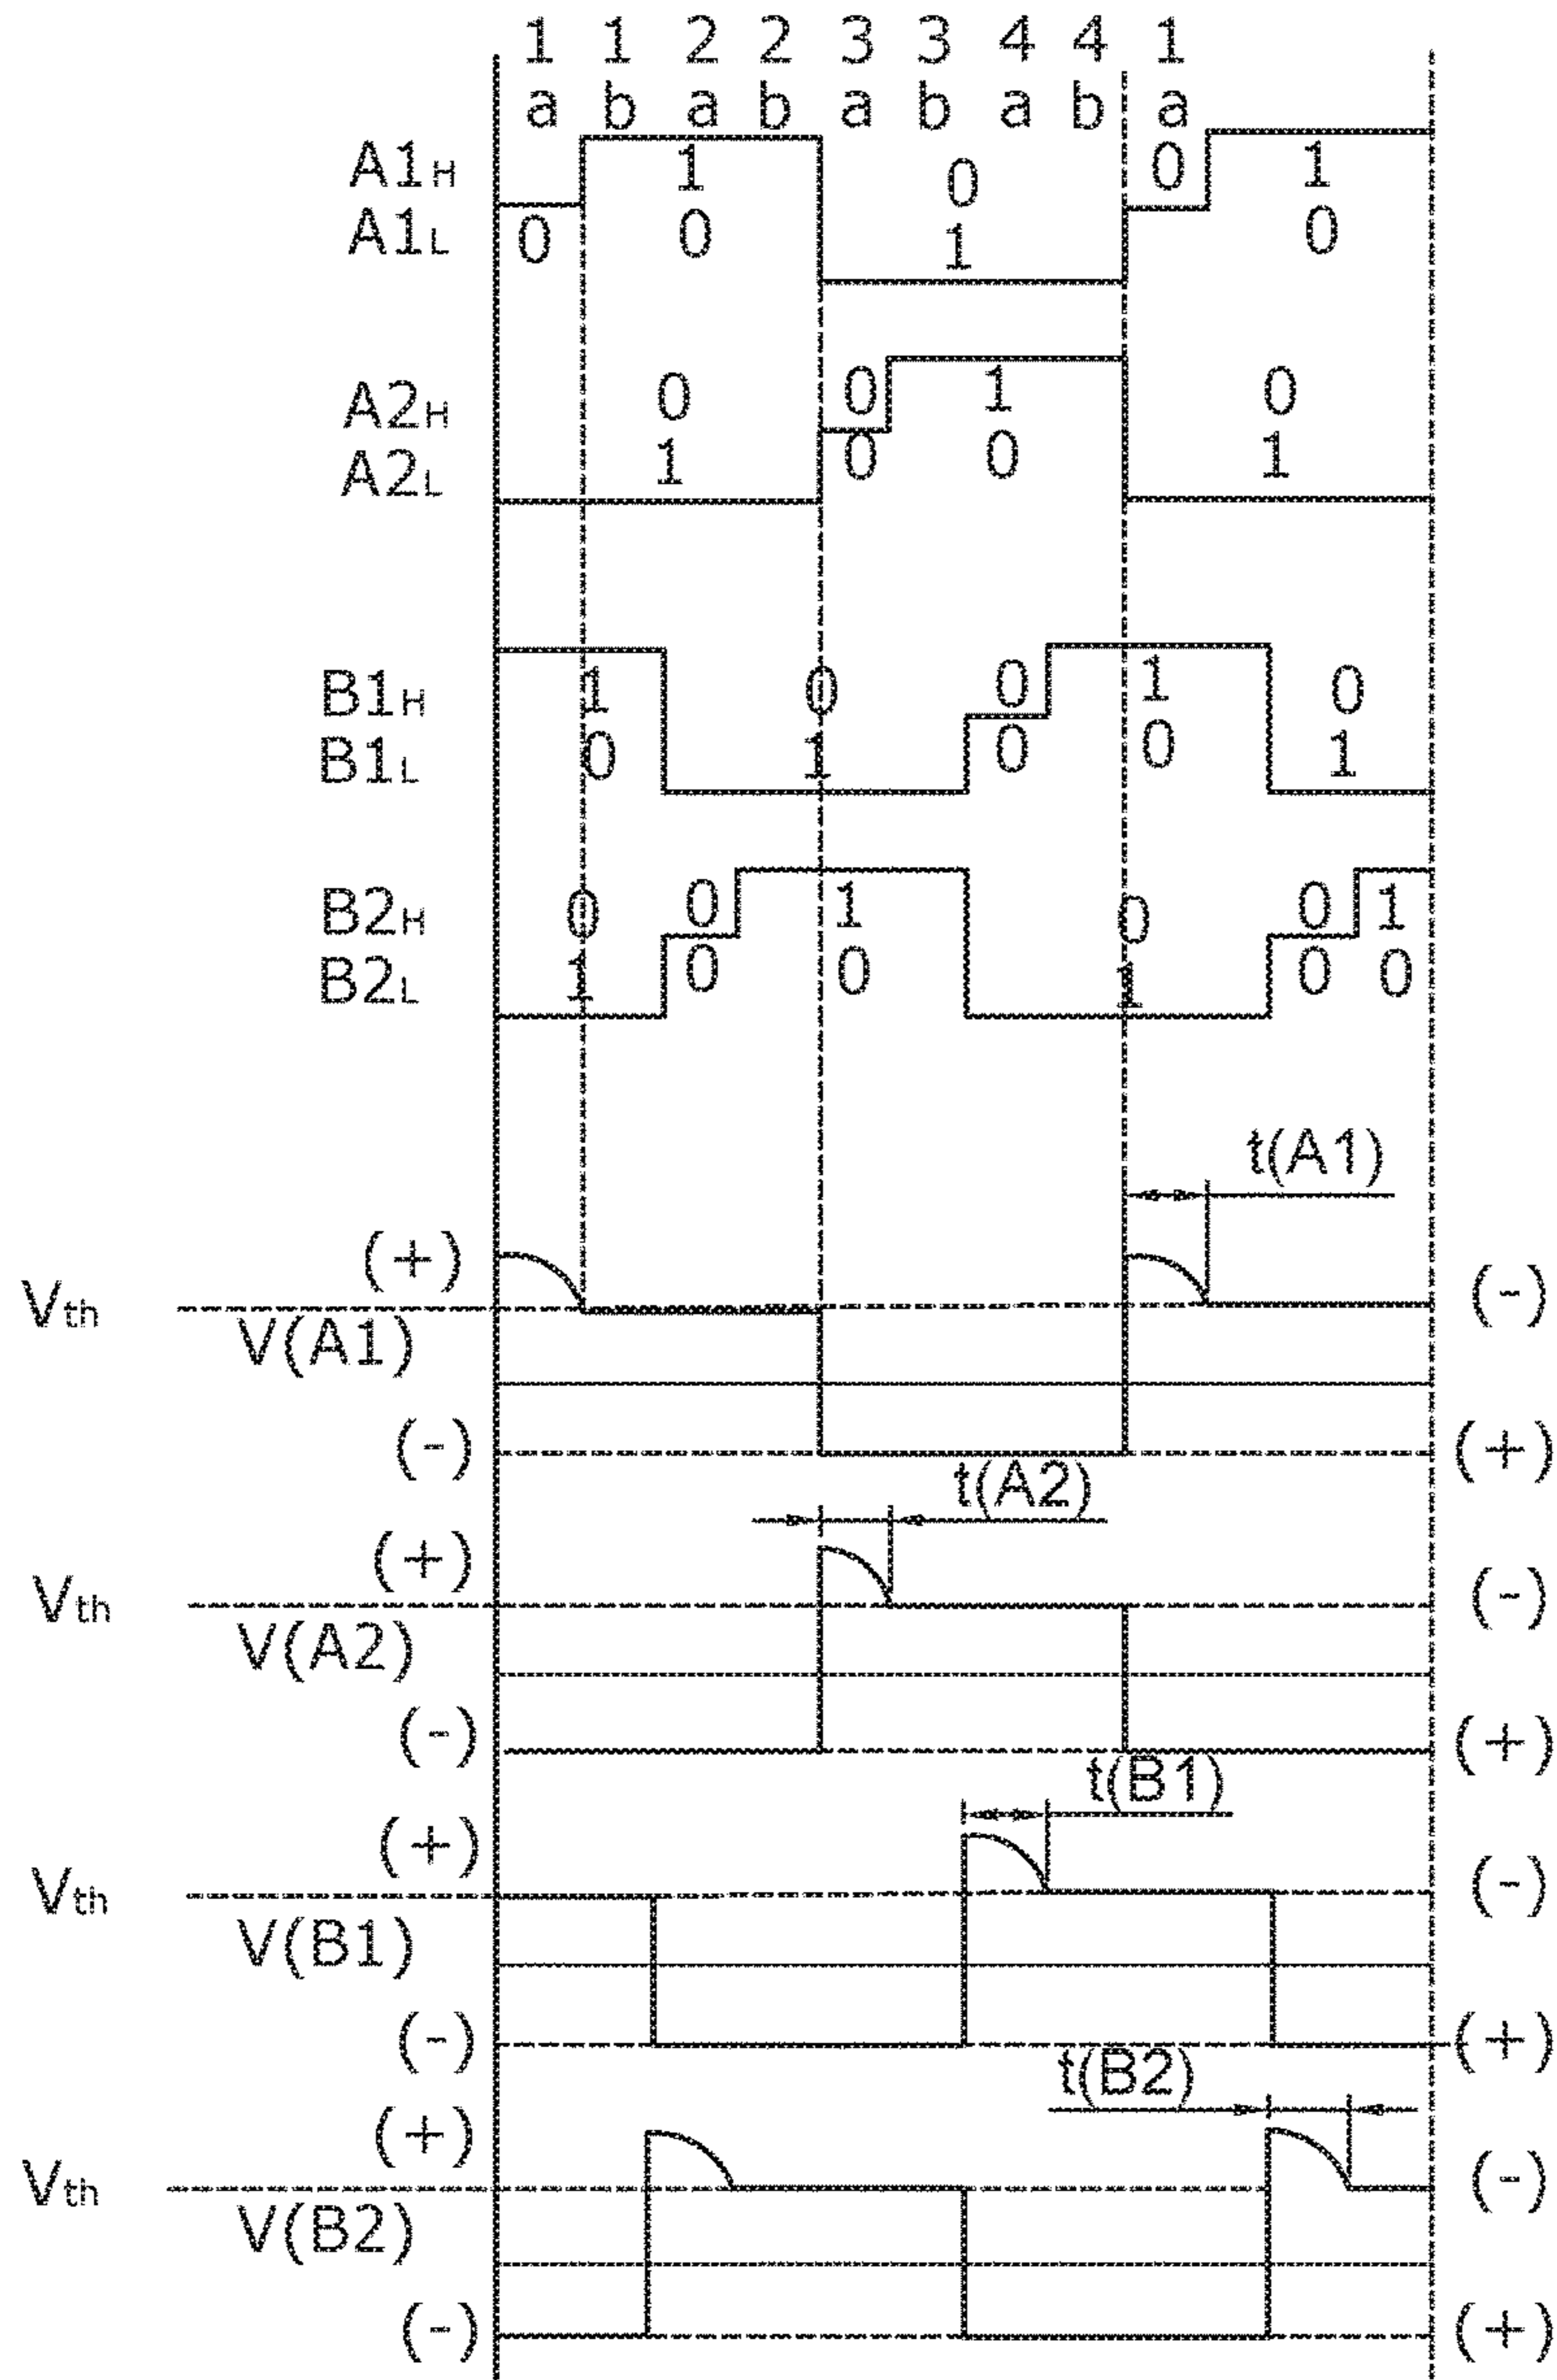 1 1 2 2 3 3 4 4 1
a b a b a b a b a
A1H 1 0 0 1
A1L 0 0 1 0
A2H 0 0 1 0
A2L 1 0 0 1
B1H 1 0 0 1 0
B1L 0 1 0 0 1
B2H 0 0 1 0 0 1
B2L 1 0 0 1 0 0
t(A1)
(+)
Vth (-)
V(A1)
(-) (+)
t(A2)
(+)
Vth (-)
V(A2)
(-) (+)
t(B1)
(+)
Vth (-)
V(B1)
(-) (+)
t(B2)
(+)
Vth (-)
V(B2)
(-) (+)